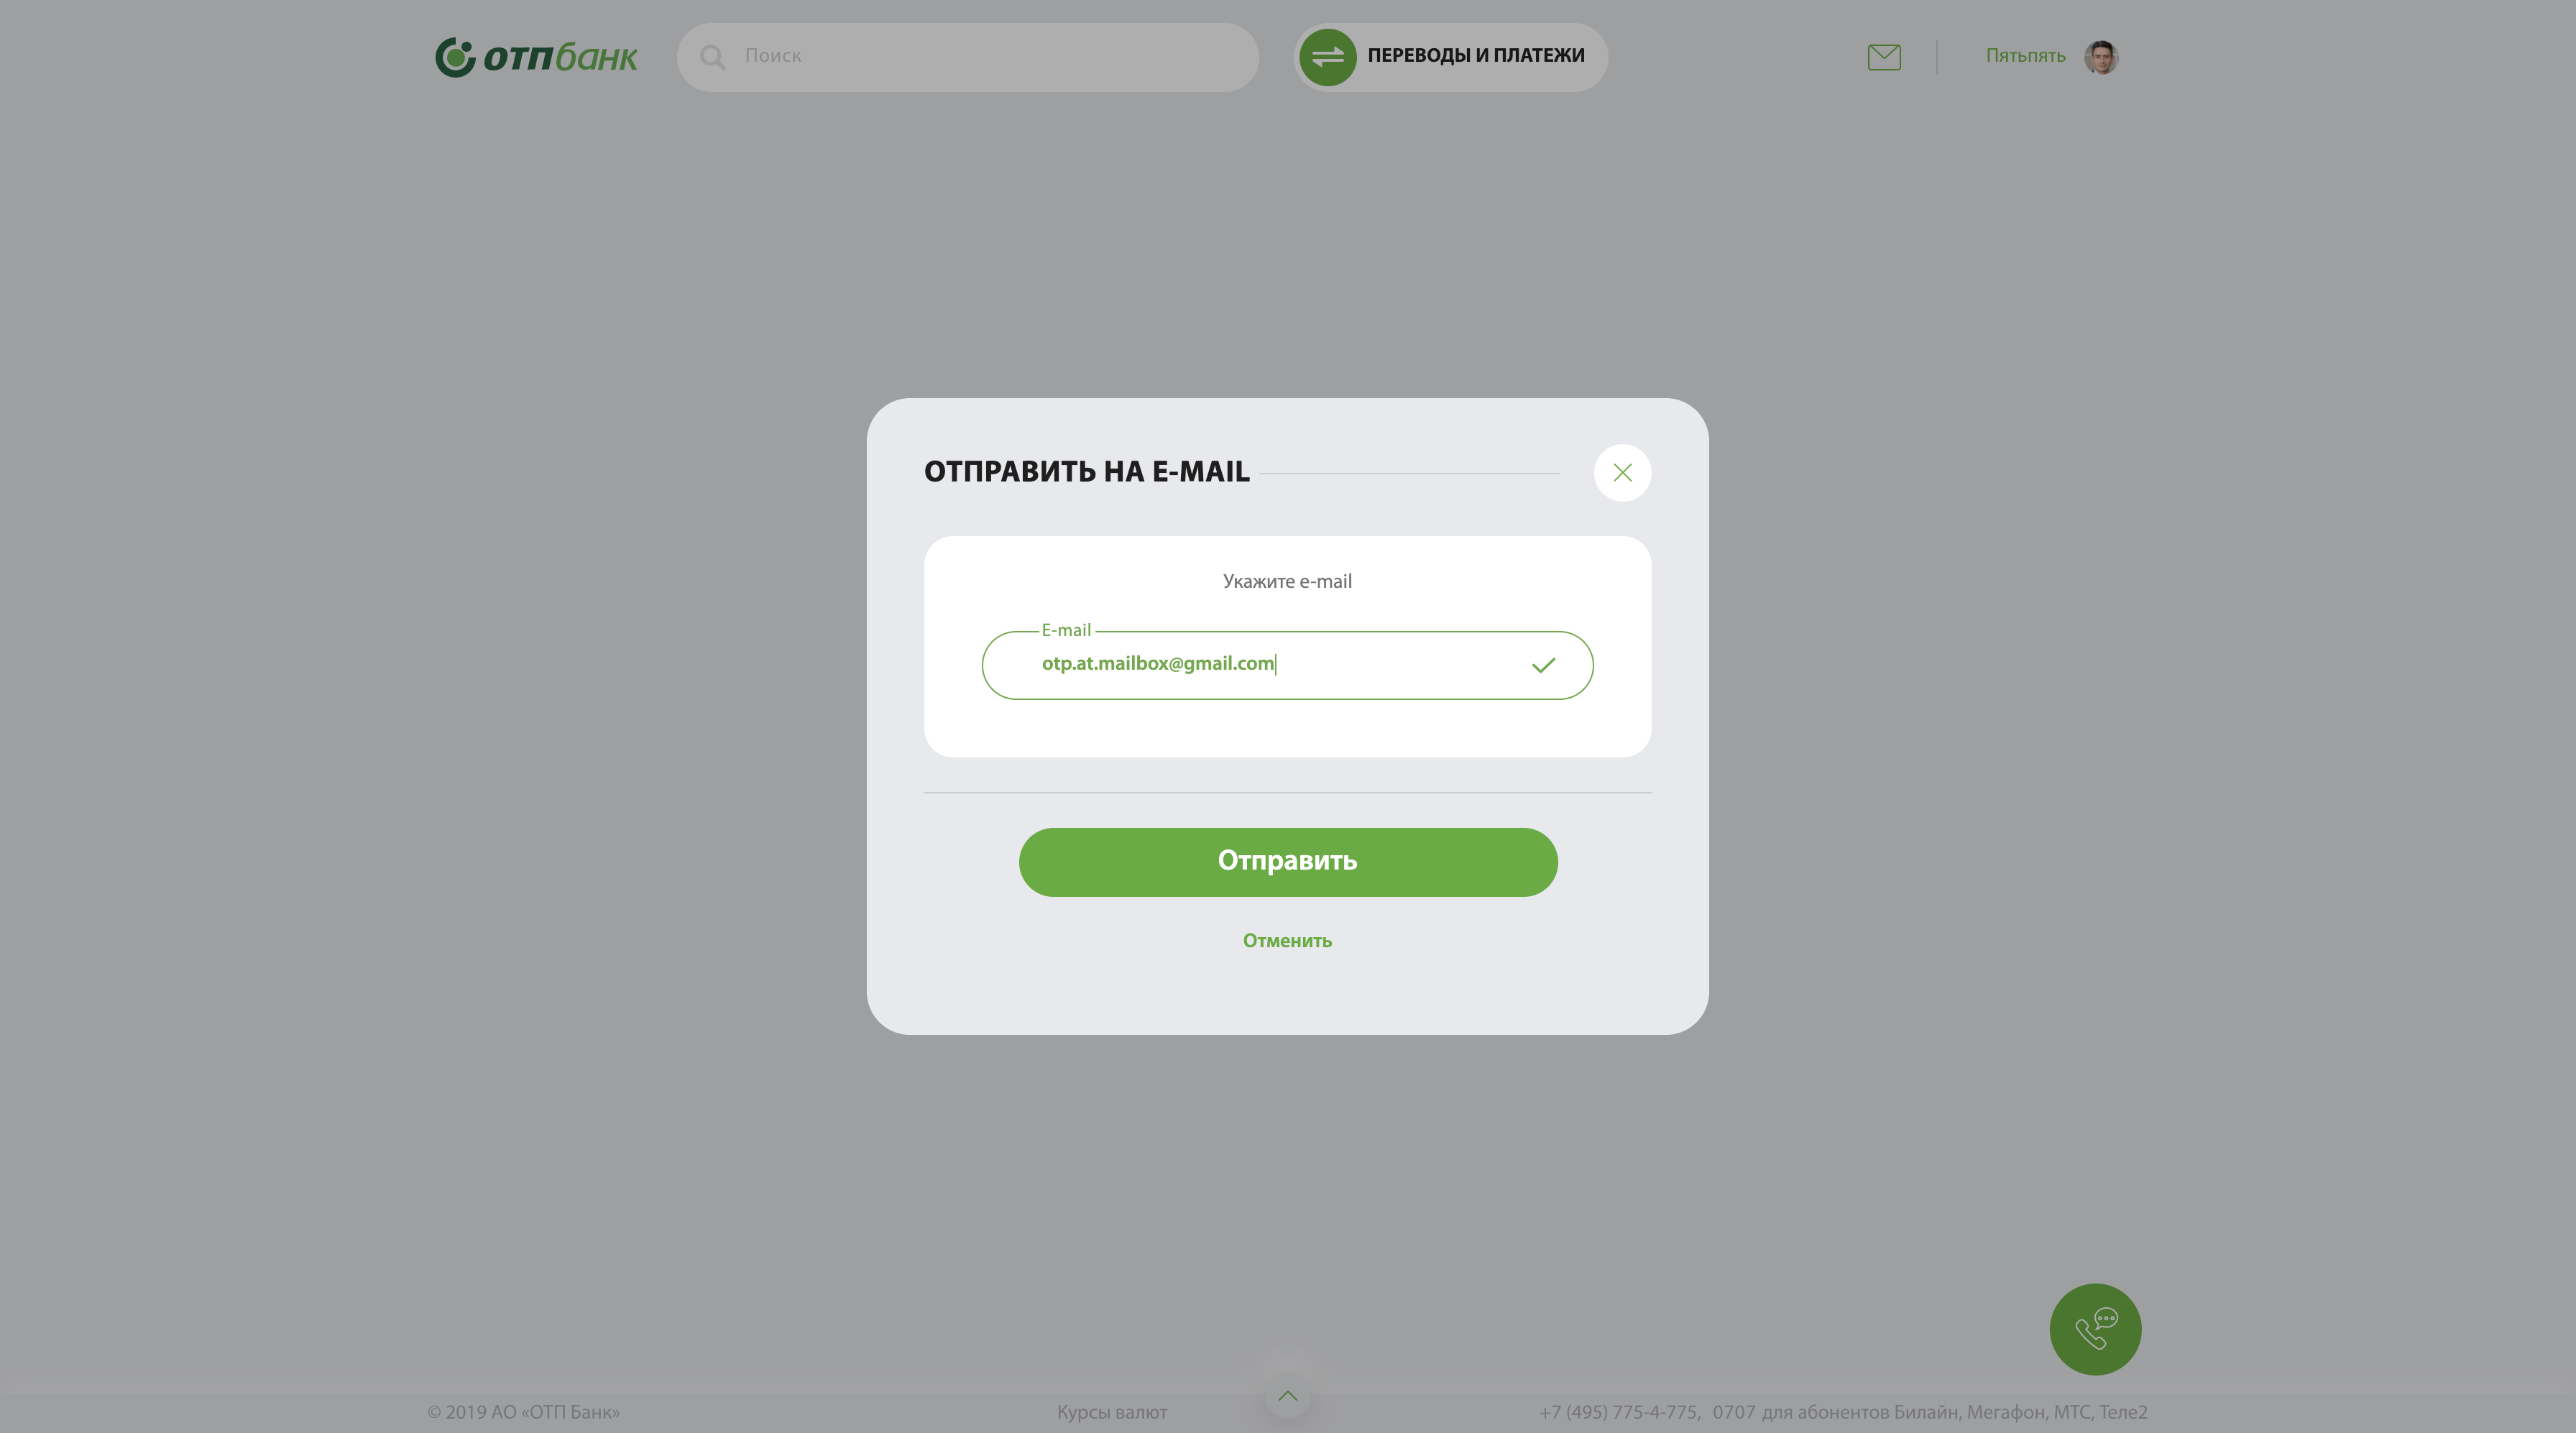 отпбанк
Поиск
ПЕРЕВОДЫ И ПЛАТЕЖИ
Пятьпять
ОТПРАВИТЬ НА E-MAIL
Укажите e-mail
E-mail
otp.at.mailbox@gmail.com
Отправить
Отменить
© 2019 АО «ОТП Банк»
Курсы валют
+7 (495) 775-4-775, 0707 для абонентов Билайн, Мегафон, МТС, Теле2